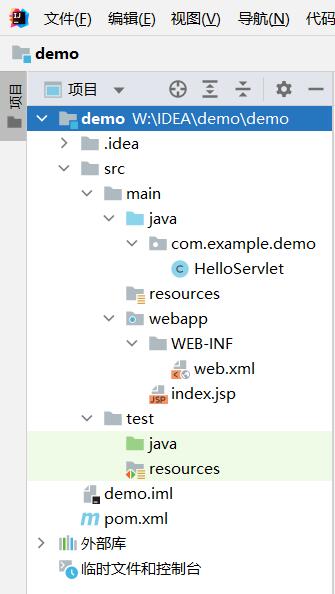 文件(F) 编辑(E) 视图(V) 导航(N) 代码(
demo
项目
项目
demo W:\IDEA\demo\demo
.idea
src
main
java
com.example.demo
C HelloServlet
resources
webapp
WEB-INF
web.xml
JSP index.jsp
test
java
resources
demo.iml
m pom.xml
外部库
临时文件和控制台